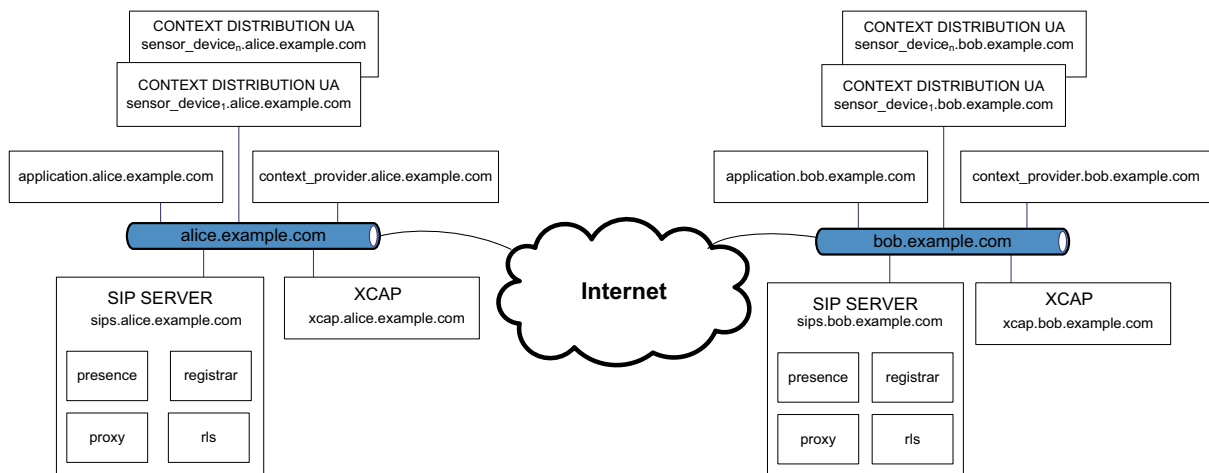 CONTEXT DISTRIBUTION UA
sensor_deviceₙ.alice.example.com
CONTEXT DISTRIBUTION UA
sensor_device₁.alice.example.com
application.alice.example.com
context_provider.alice.example.com
alice.example.com
SIP SERVER
sips.alice.example.com
presence
registrar
proxy
rls
XCAP
xcap.alice.example.com
Internet
CONTEXT DISTRIBUTION UA
sensor_deviceₙ.bob.example.com
CONTEXT DISTRIBUTION UA
sensor_device₁.bob.example.com
application.bob.example.com
context_provider.bob.example.com
bob.example.com
SIP SERVER
sips.bob.example.com
presence
registrar
proxy
rls
XCAP
xcap.bob.example.com